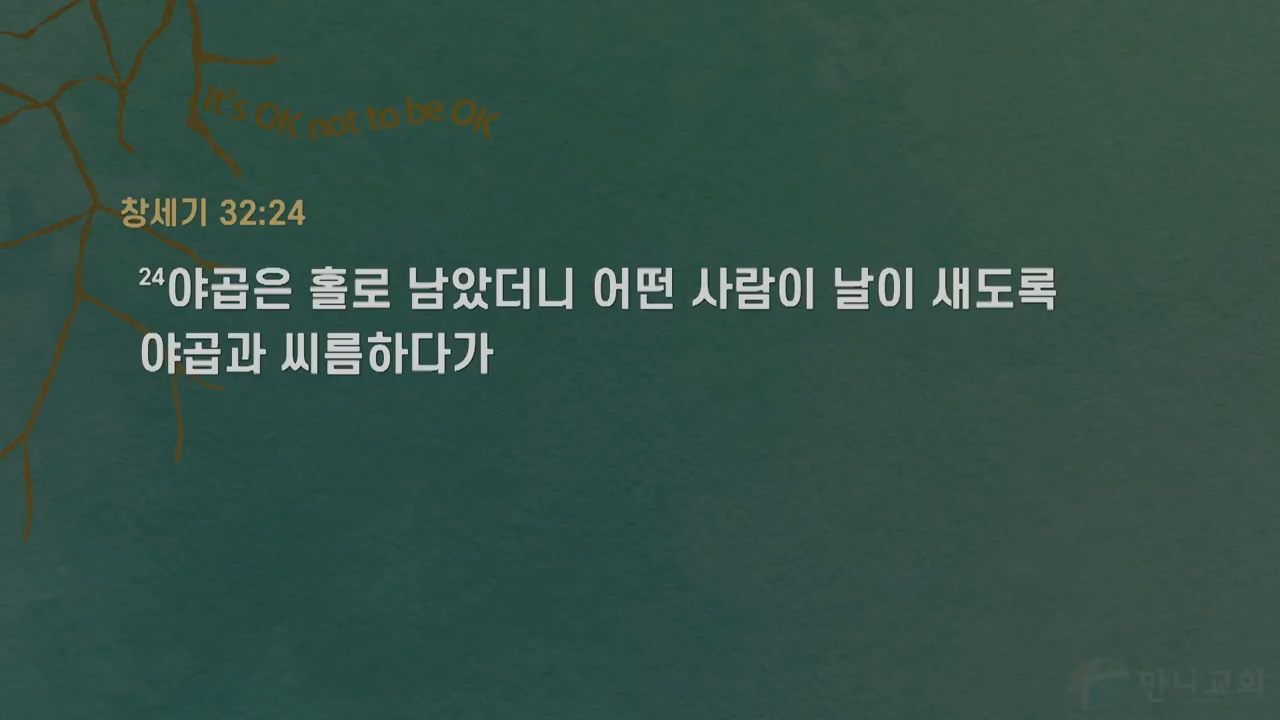 It's OK not to be OK
창세기 32:24
24야곱은 홀로 남았더니 어떤 사람이 날이 새도록
야곱과 씨름하다가
만나교회